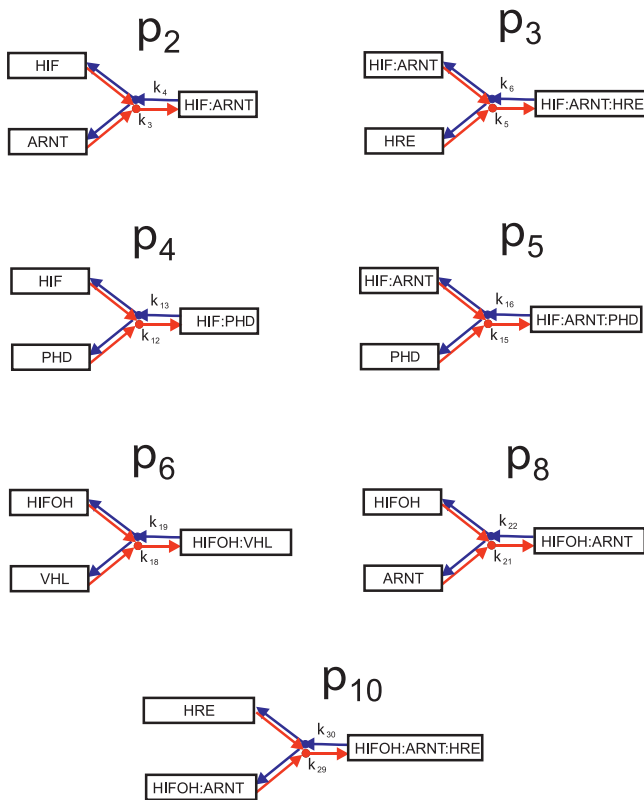 p2
HIF
k4
HIF:ARNT
k3
ARNT
p3
HIF:ARNT
k6
HIF:ARNT:HRE
k5
HRE
p4
HIF
k13
HIF:PHD
k12
PHD
p5
HIF:ARNT
k16
HIF:ARNT:PHD
k15
PHD
p6
HIFOH
k19
HIFOH:VHL
k18
VHL
p8
HIFOH
k22
HIFOH:ARNT
k21
ARNT
p10
HRE
k30
HIFOH:ARNT:HRE
k29
HIFOH:ARNT